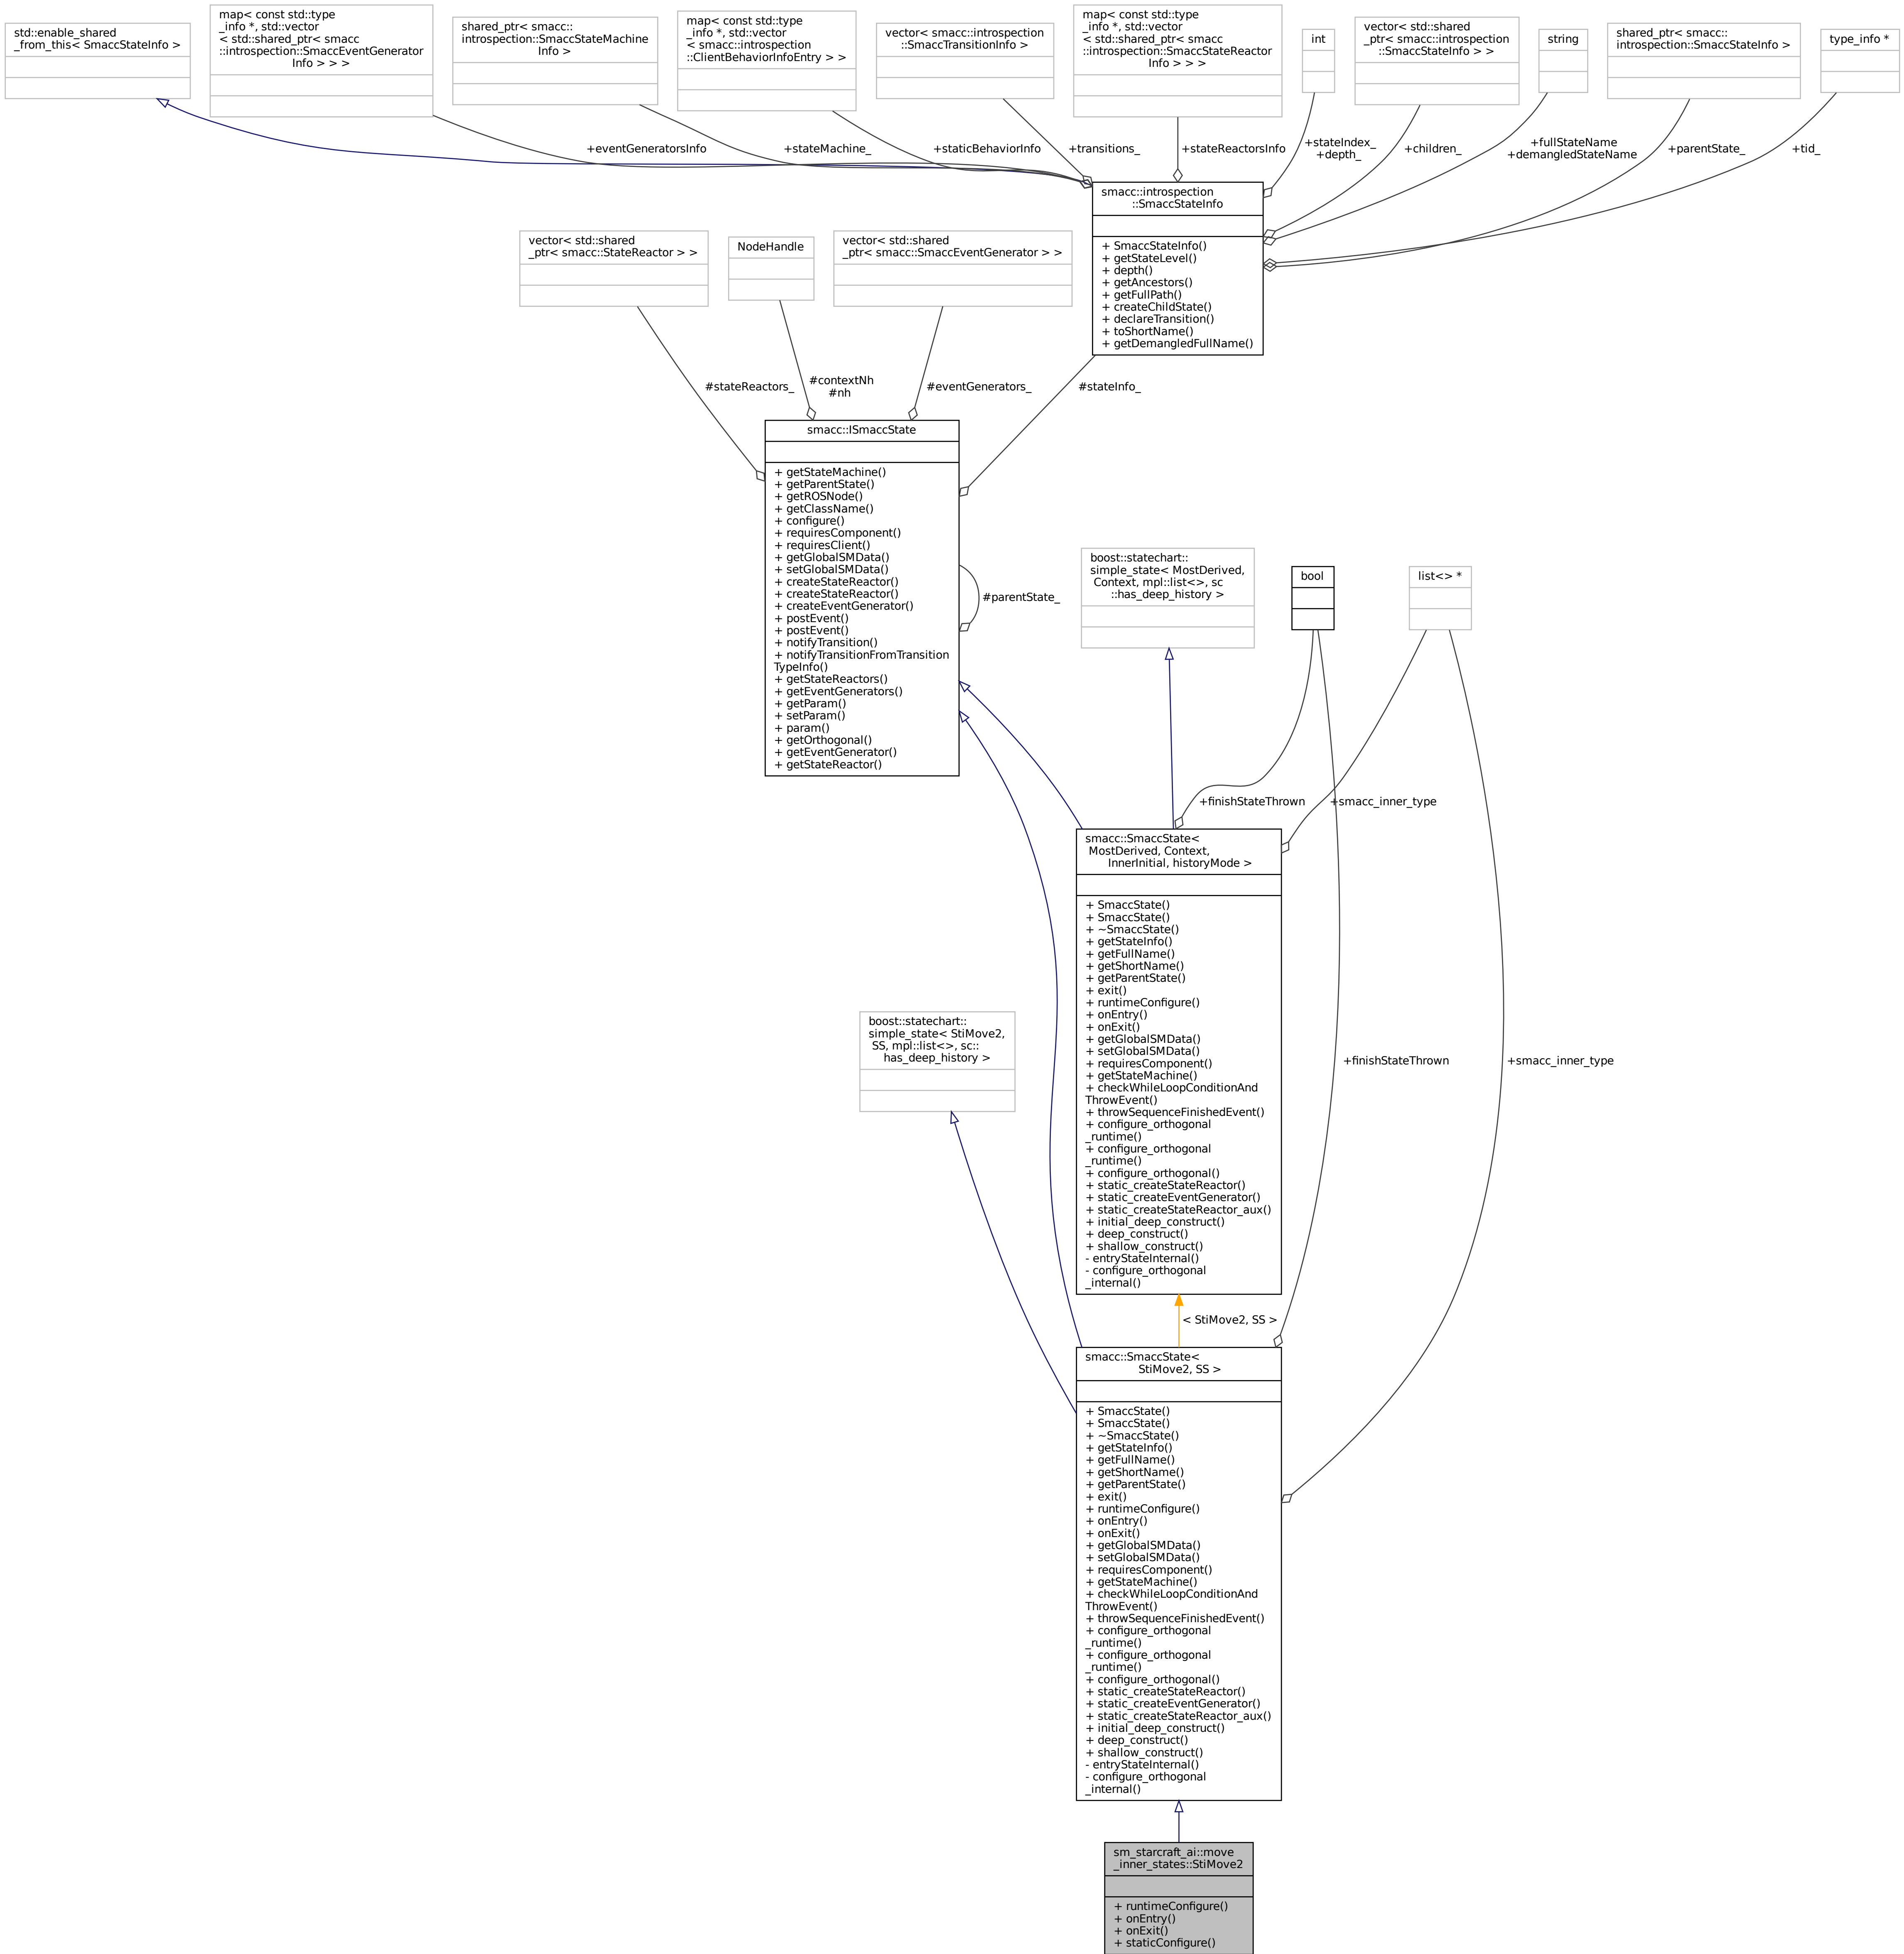 std::enable_shared
_from_this< SmaccStateInfo >
map< const std::type
_info *, std::vector
< std::shared_ptr< smacc
::introspection::SmaccEventGenerator
Info > > >
shared_ptr< smacc::
introspection::SmaccStateMachine
Info >
map< const std::type
_info *, std::vector
< smacc::introspection
::ClientBehaviorInfoEntry > >
vector< smacc::introspection
::SmaccTransitionInfo >
map< const std::type
_info *, std::vector
< std::shared_ptr< smacc
::introspection::SmaccStateReactor
Info > > >
int
vector< std::shared
_ptr< smacc::introspection
::SmaccStateInfo > >
string
shared_ptr< smacc::
introspection::SmaccStateInfo >
type_info *
+eventGeneratorsInfo
+stateMachine_
+staticBehaviorInfo
+transitions_
+stateReactorsInfo
+stateIndex_
+depth_
+children_
+fullStateName
+demangledStateName
+parentState_
+tid_
smacc::introspection
::SmaccStateInfo
+ SmaccStateInfo()
+ getStateLevel()
+ depth()
+ getAncestors()
+ getFullPath()
+ createChildState()
+ declareTransition()
+ toShortName()
+ getDemangledFullName()
vector< std::shared
_ptr< smacc::StateReactor > >
NodeHandle
vector< std::shared
_ptr< smacc::SmaccEventGenerator > >
#stateReactors_
#contextNh
#nh
#eventGenerators_
#stateInfo_
smacc::ISmaccState
+ getStateMachine()
+ getParentState()
+ getROSNode()
+ getClassName()
+ configure()
+ requiresComponent()
+ requiresClient()
+ getGlobalSMData()
+ setGlobalSMData()
+ createStateReactor()
+ createStateReactor()
+ createEventGenerator()
+ postEvent()
+ postEvent()
+ notifyTransition()
+ notifyTransitionFromTransition
TypeInfo()
+ getStateReactors()
+ getEventGenerators()
+ getParam()
+ setParam()
+ param()
+ getOrthogonal()
+ getEventGenerator()
+ getStateReactor()
#parentState_
boost::statechart::
simple_state< MostDerived,
Context, mpl::list<>, sc
::has_deep_history >
bool
list<> *
+finishStateThrown
+smacc_inner_type
smacc::SmaccState<
MostDerived, Context,
InnerInitial, historyMode >
+ SmaccState()
+ SmaccState()
+ ~SmaccState()
+ getStateInfo()
+ getFullName()
+ getShortName()
+ getParentState()
+ exit()
+ runtimeConfigure()
+ onEntry()
+ onExit()
+ getGlobalSMData()
+ setGlobalSMData()
+ requiresComponent()
+ getStateMachine()
+ checkWhileLoopConditionAnd
ThrowEvent()
+ throwSequenceFinishedEvent()
+ configure_orthogonal
_runtime()
+ configure_orthogonal
_runtime()
+ configure_orthogonal()
+ static_createStateReactor()
+ static_createEventGenerator()
+ static_createStateReactor_aux()
+ initial_deep_construct()
+ deep_construct()
+ shallow_construct()
- entryStateInternal()
- configure_orthogonal
_internal()
boost::statechart::
simple_state< StiMove2,
SS, mpl::list<>, sc::
has_deep_history >
+finishStateThrown
+smacc_inner_type
< StiMove2, SS >
smacc::SmaccState<
StiMove2, SS >
+ SmaccState()
+ SmaccState()
+ ~SmaccState()
+ getStateInfo()
+ getFullName()
+ getShortName()
+ getParentState()
+ exit()
+ runtimeConfigure()
+ onEntry()
+ onExit()
+ getGlobalSMData()
+ setGlobalSMData()
+ requiresComponent()
+ getStateMachine()
+ checkWhileLoopConditionAnd
ThrowEvent()
+ throwSequenceFinishedEvent()
+ configure_orthogonal
_runtime()
+ configure_orthogonal
_runtime()
+ configure_orthogonal()
+ static_createStateReactor()
+ static_createEventGenerator()
+ static_createStateReactor_aux()
+ initial_deep_construct()
+ deep_construct()
+ shallow_construct()
- entryStateInternal()
- configure_orthogonal
_internal()
sm_starcraft_ai::move
_inner_states::StiMove2
+ runtimeConfigure()
+ onEntry()
+ onExit()
+ staticConfigure()